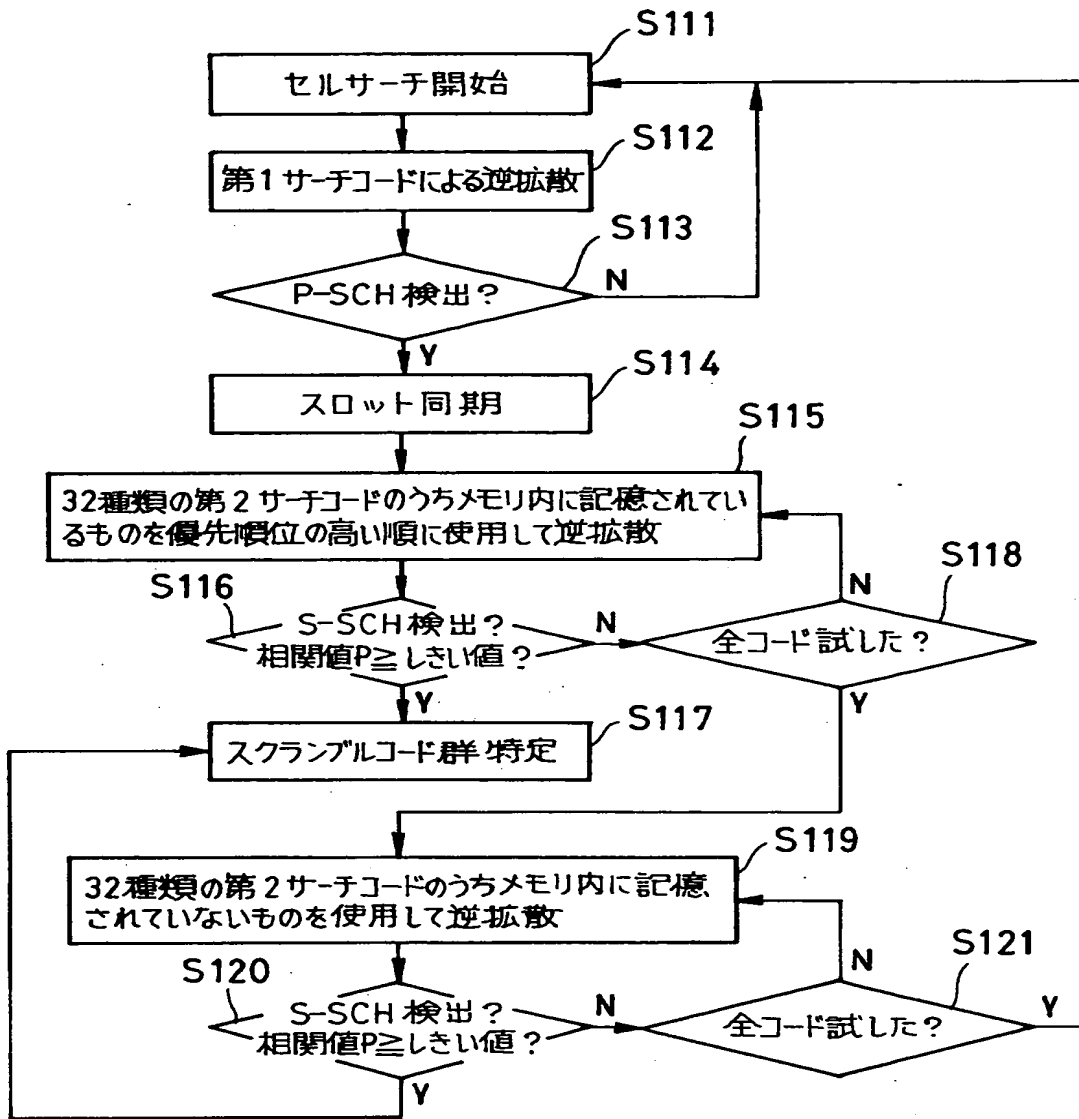 S111
セルサーチ開始
S112
第1サーチコードによる逆拡散
S113
P-SCH検出?
N
Y
S114
スロット同期
S115
32種類の第2サーチコードのうちメモリ内に記憶されてい
るものを優先順位の高い順に使用して逆拡散
S116
S-SCH検出?
相関値P≧しきい値?
N
Y
S118
全コード試した?
N
Y
S117
スクランブルコード群特定
S119
32種類の第2サーチコードのうちメモリ内に記憶
されていないものを使用して逆拡散
S120
S-SCH検出?
相関値P≧しきい値?
N
Y
S121
全コード試した?
N
Y